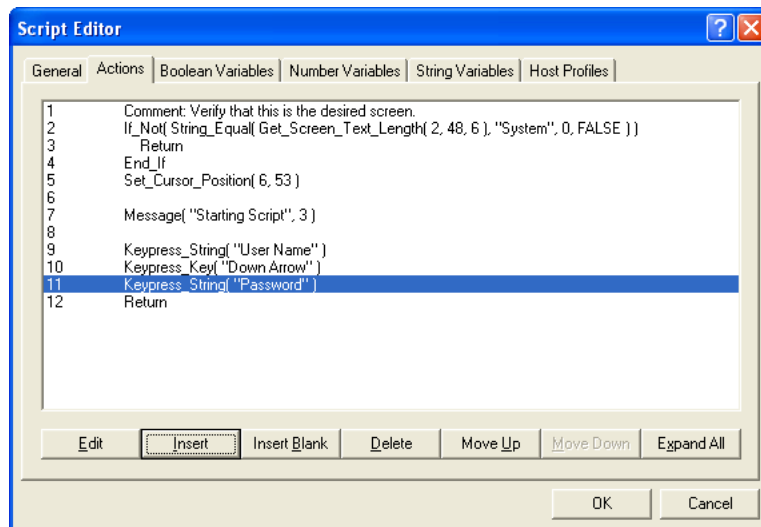 Script Editor
General Actions Boolean Variables Number Variables String Variables Host Profiles
1 Comment: Verify that this is the desired screen.
2 If_Not( String_Equal( Get_Screen_Text_Length( 2, 48, 6 ), "System", 0, FALSE ) )
3 Return
4 End_If
5 Set_Cursor_Position( 6, 53 )
6
7 Message( "Starting Script", 3 )
8
9 Keypress_String( "User Name" )
10 Keypress_Key( "Down Arrow" )
11 Keypress_String( "Password" )
12 Return
Edit Insert Insert Blank Delete Move Up Move Down Expand All
OK Cancel